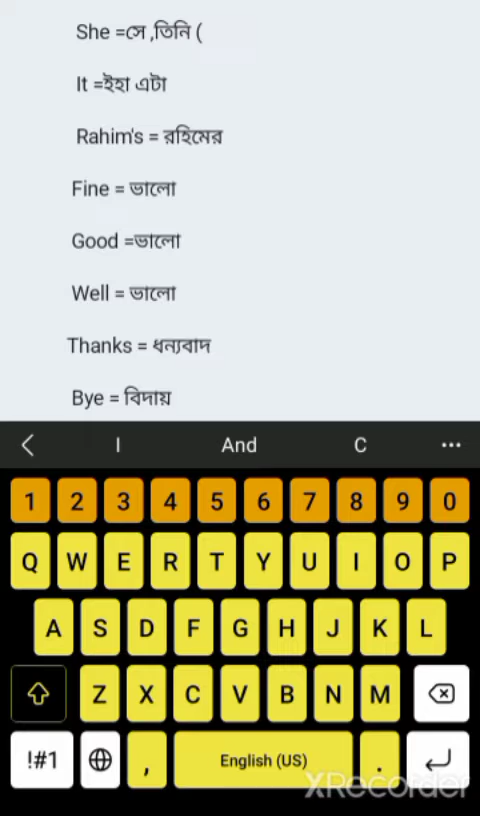 She =সে ,তিনি (
It =ইহা এটা
Rahim's = রহিমের
Fine = ভালো
Good =ভালো
Well = ভালো
Thanks = ধন্যবাদ
Bye = বিদায়
I And C ...
1 2 3 4 5 6 7 8 9 0
Q W E R T Y U I O P
A S D F G H J K L
Z X C V B N M
!#1 , English (US) .
XRecorder